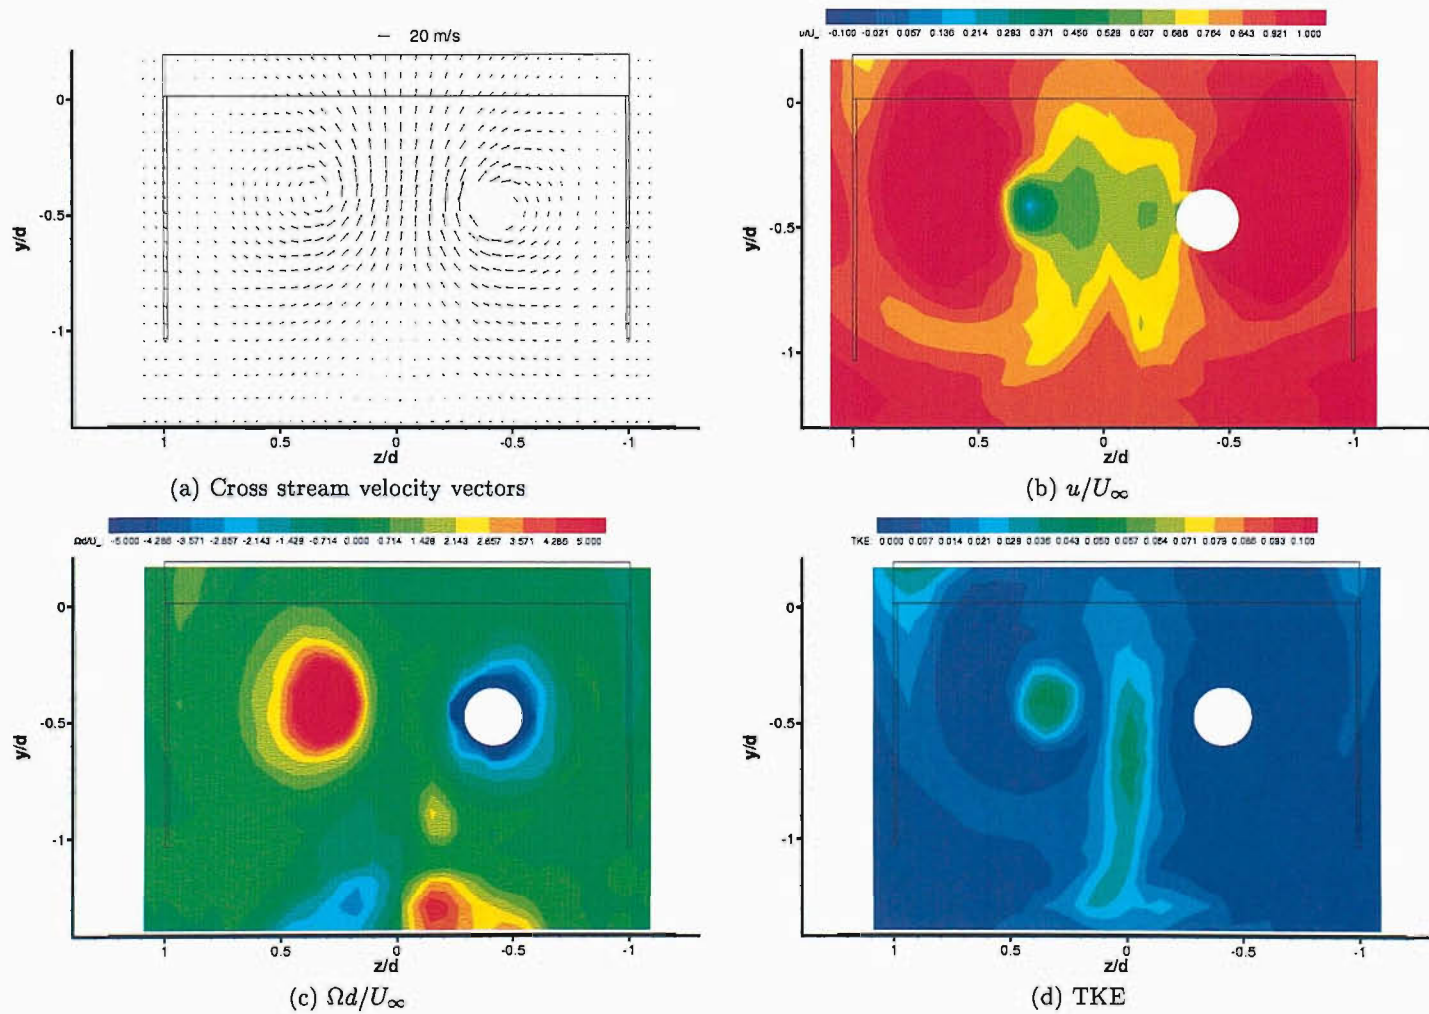 — 20 m/s
0
-0.5
-1
y/d
1 0.5 0 -0.5 -1
z/d
(a) Cross stream velocity vectors
-0.100 -0.021 0.057 0.136 0.214 0.293 0.371 0.450 0.529 0.607 0.686 0.764 0.843 0.921 1.000
0
-0.5
-1
y/d
1 0.5 0 -0.5 -1
z/d
(b) u/U∞
-5.000 -4.286 -3.571 -2.857 -2.143 -1.429 -0.714 0.000 0.714 1.429 2.143 2.857 3.571 4.286 5.000
0
-0.5
-1
y/d
1 0.5 0 -0.5 -1
z/d
(c) Ωd/U∞
TKE: 0.000 0.007 0.014 0.021 0.029 0.036 0.043 0.050 0.057 0.064 0.071 0.079 0.086 0.093 0.100
0
-0.5
-1
y/d
1 0.5 0 -0.5 -1
z/d
(d) TKE